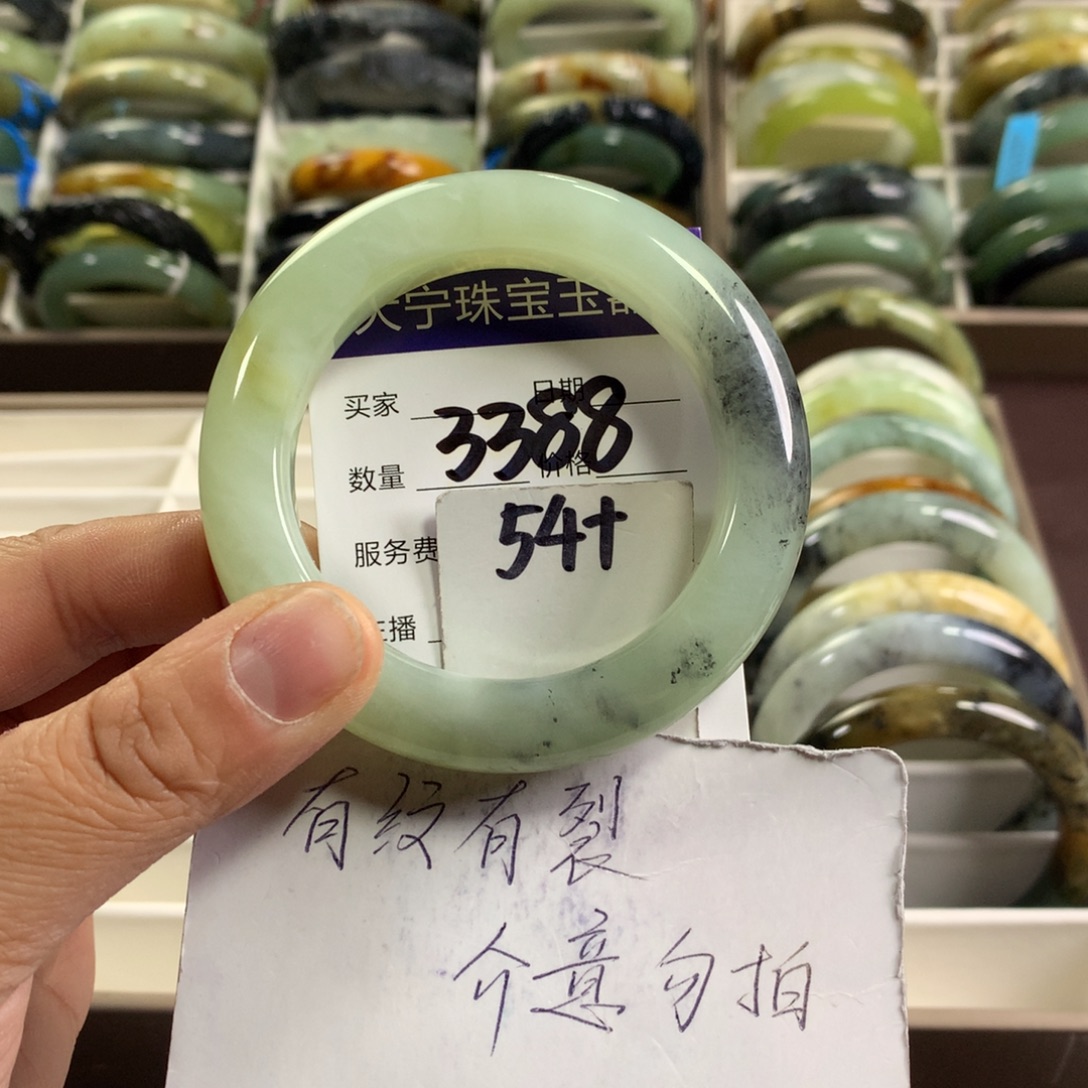 天宁珠宝玉器
买家 日期
3388
数量 价格
54+
服务费
主播
有纹有裂
介意勿拍